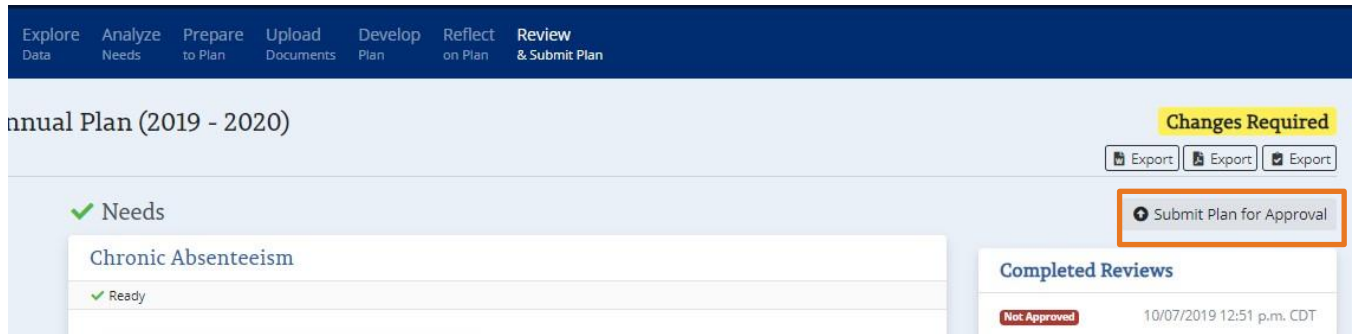 Explore Analyze Prepare Upload Develop Reflect Review
Data Needs to Plan Documents Plan on Plan & Submit Plan
nnual Plan (2019 - 2020)
Changes Required
Export Export Export
Needs
Submit Plan for Approval
Chronic Absenteeism
Ready
Completed Reviews
Not Approved 10/07/2019 12:51 p.m. CDT